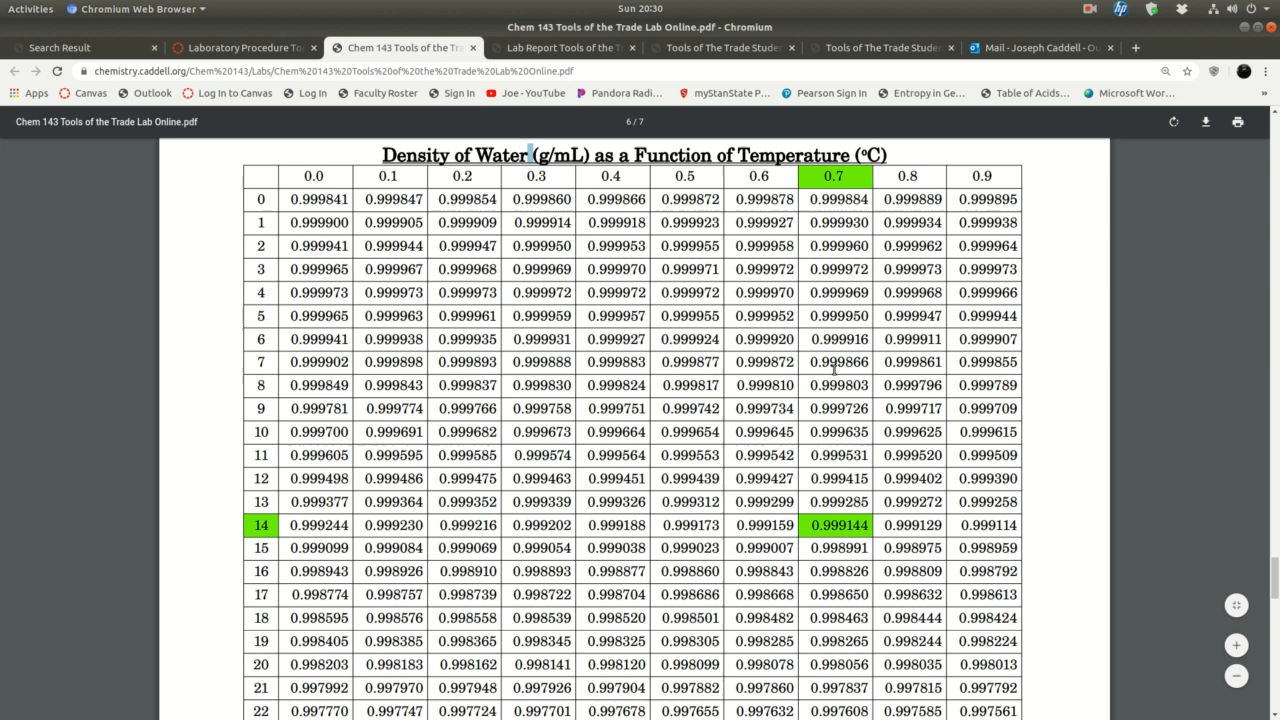 Activities Chromium Web Browser Sun 20:30
Chem 143 Tools of the Trade Lab Online.pdf - Chromium
Search Result Laboratory Procedure To Chem 143 Tools of the Tra Lab Report Tools of the T Tools of The Trade Studer Tools of The Trade Studer Mail - Joseph Caddell - Ou
chemistry.caddell.org/Chem%20143/Labs/Chem%20143%20Tools%20of%20the%20Trade%20Lab%20Online.pdf
Apps Canvas Outlook Log In to Canvas Log In Faculty Roster Sign In Joe - YouTube Pandora Radi... myStanState P... Pearson Sign In Entropy in Ge... Table of Acids... Microsoft Wor... »
Chem 143 Tools of the Trade Lab Online.pdf 6 / 7
Density of Water (g/mL) as a Function of Temperature (°C)
0.0 0.1 0.2 0.3 0.4 0.5 0.6 0.7 0.8 0.9
0 0.999841 0.999847 0.999854 0.999860 0.999866 0.999872 0.999878 0.999884 0.999889 0.999895
1 0.999900 0.999905 0.999909 0.999914 0.999918 0.999923 0.999927 0.999930 0.999934 0.999938
2 0.999941 0.999944 0.999947 0.999950 0.999953 0.999955 0.999958 0.999960 0.999962 0.999964
3 0.999965 0.999967 0.999968 0.999969 0.999970 0.999971 0.999972 0.999972 0.999973 0.999973
4 0.999973 0.999973 0.999973 0.999972 0.999972 0.999972 0.999970 0.999969 0.999968 0.999966
5 0.999965 0.999963 0.999961 0.999959 0.999957 0.999955 0.999952 0.999950 0.999947 0.999944
6 0.999941 0.999938 0.999935 0.999931 0.999927 0.999924 0.999920 0.999916 0.999911 0.999907
7 0.999902 0.999898 0.999893 0.999888 0.999883 0.999877 0.999872 0.999866 0.999861 0.999855
8 0.999849 0.999843 0.999837 0.999830 0.999824 0.999817 0.999810 0.999803 0.999796 0.999789
9 0.999781 0.999774 0.999766 0.999758 0.999751 0.999742 0.999734 0.999726 0.999717 0.999709
10 0.999700 0.999691 0.999682 0.999673 0.999664 0.999654 0.999645 0.999635 0.999625 0.999615
11 0.999605 0.999595 0.999585 0.999574 0.999564 0.999553 0.999542 0.999531 0.999520 0.999509
12 0.999498 0.999486 0.999475 0.999463 0.999451 0.999439 0.999427 0.999415 0.999402 0.999390
13 0.999377 0.999364 0.999352 0.999339 0.999326 0.999312 0.999299 0.999285 0.999272 0.999258
14 0.999244 0.999230 0.999216 0.999202 0.999188 0.999173 0.999159 0.999144 0.999129 0.999114
15 0.999099 0.999084 0.999069 0.999054 0.999038 0.999023 0.999007 0.998991 0.998975 0.998959
16 0.998943 0.998926 0.998910 0.998893 0.998877 0.998860 0.998843 0.998826 0.998809 0.998792
17 0.998774 0.998757 0.998739 0.998722 0.998704 0.998686 0.998668 0.998650 0.998632 0.998613
18 0.998595 0.998576 0.998558 0.998539 0.998520 0.998501 0.998482 0.998463 0.998444 0.998424
19 0.998405 0.998385 0.998365 0.998345 0.998325 0.998305 0.998285 0.998265 0.998244 0.998224
20 0.998203 0.998183 0.998162 0.998141 0.998120 0.998099 0.998078 0.998056 0.998035 0.998013
21 0.997992 0.997970 0.997948 0.997926 0.997904 0.997882 0.997860 0.997837 0.997815 0.997792
22 0.997770 0.997747 0.997724 0.997701 0.997678 0.997655 0.997632 0.997608 0.997585 0.997561